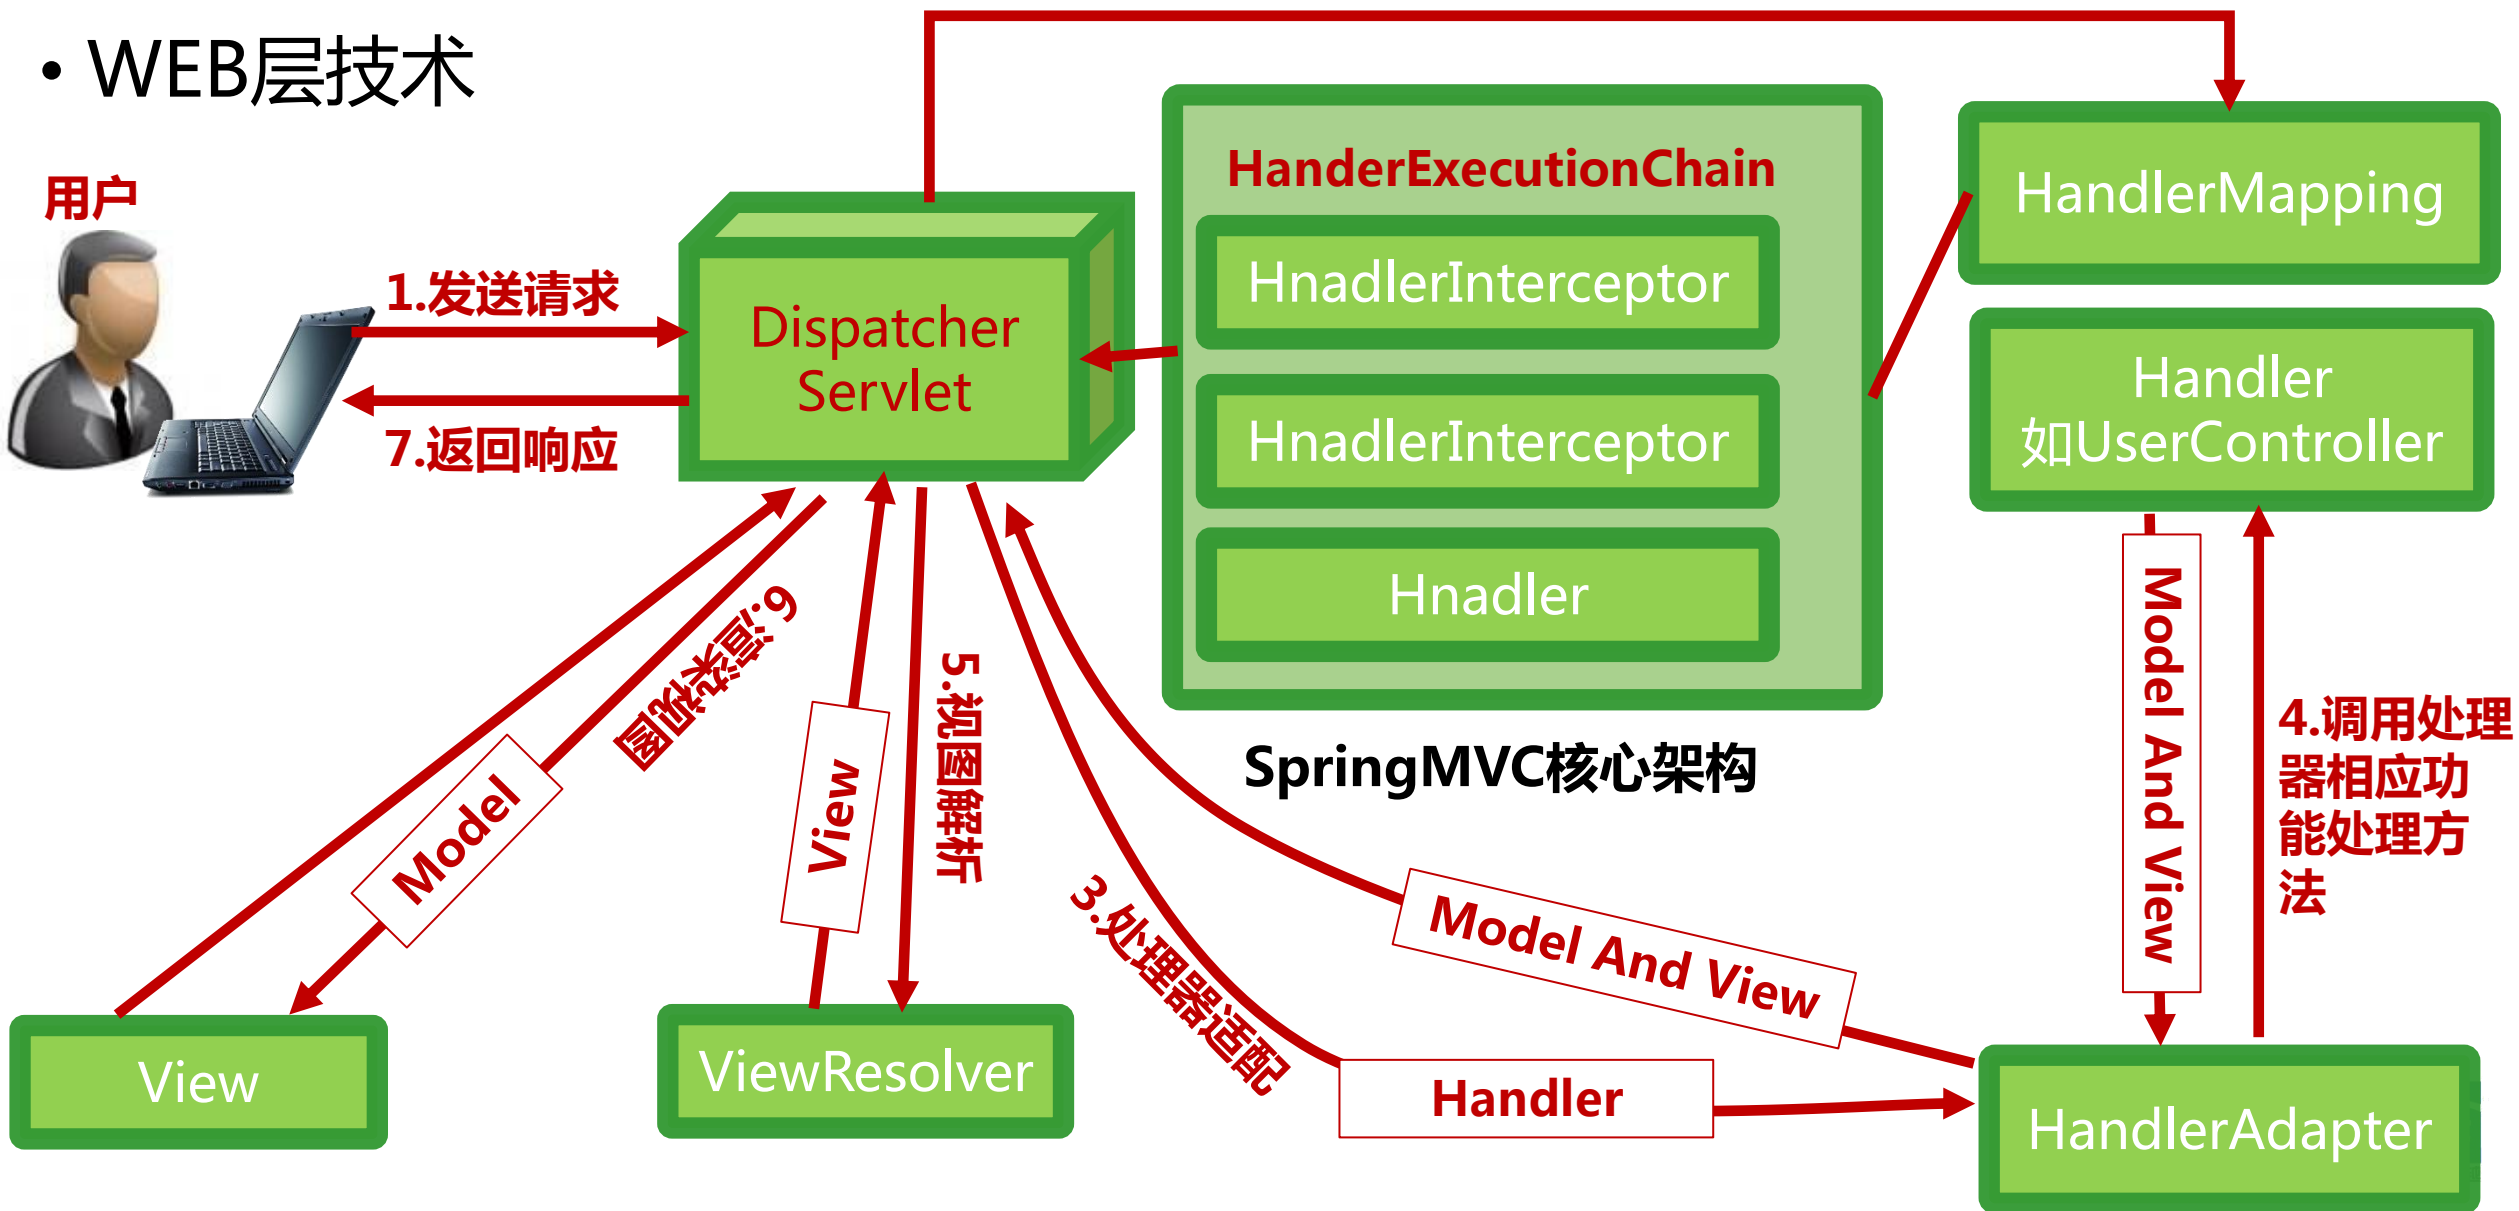 • WEB层技术
用户
1.发送请求
7.返回响应
Dispatcher
Servlet
HanderExecutionChain
HnadlerInterceptor
HnadlerInterceptor
Hnadler
HandlerMapping
Handler
如UserController
SpringMVC核心架构
6.渲染视图
Model
View
5.视图解析
3.处理器适配
Model And View
Handler
Model And View
4.调用处理
器相应功
能处理方
法
View
ViewResolver
HandlerAdapter